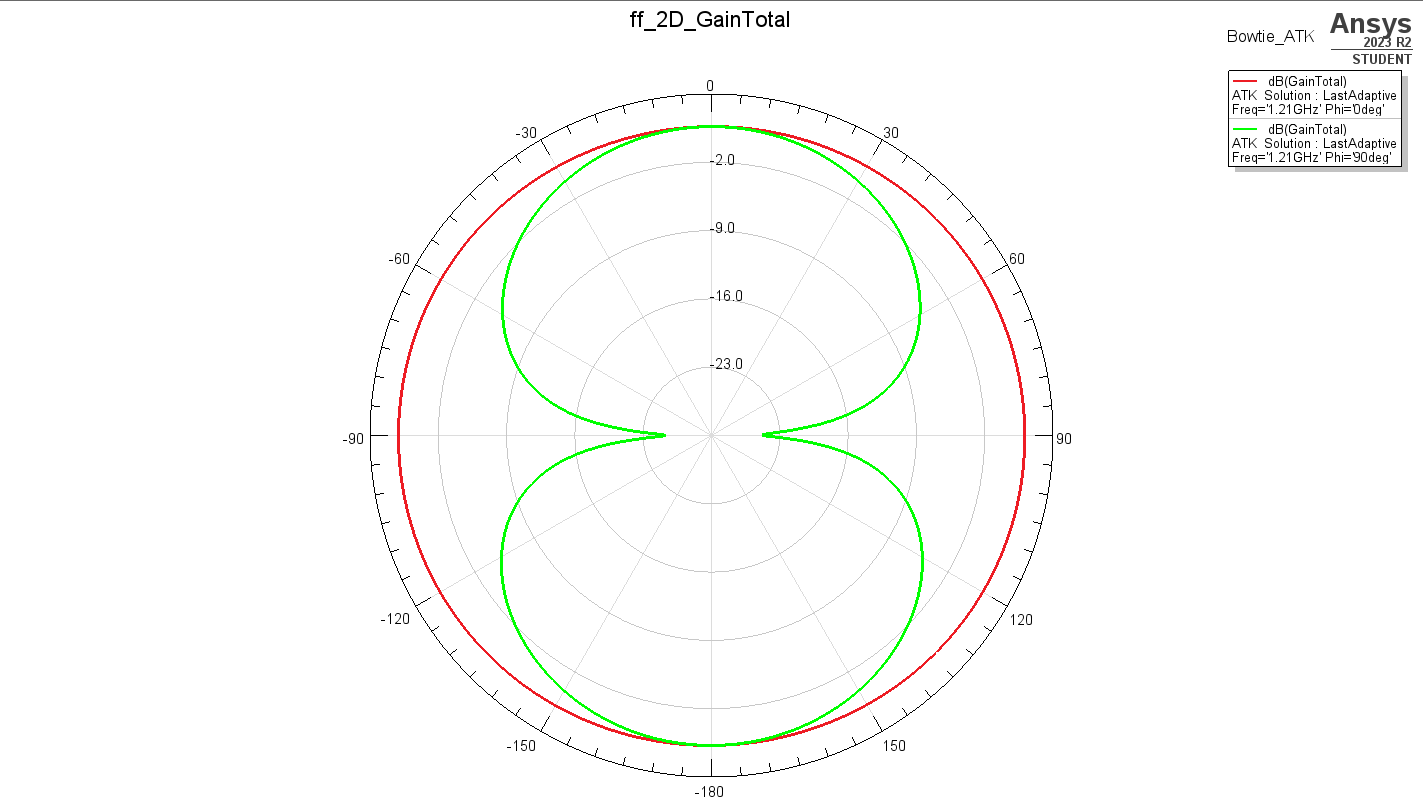 ff_2D_GainTotal
Bowtie_ATK
Ansys
2023 R2
STUDENT
dB(GainTotal)
ATK Solution : LastAdaptive
Freq='1.21GHz' Phi='0deg'
dB(GainTotal)
ATK Solution : LastAdaptive
Freq='1.21GHz' Phi='90deg'
0
-30
30
-2.0
-9.0
-60
60
-16.0
-23.0
-90
90
-120
120
-150
150
-180